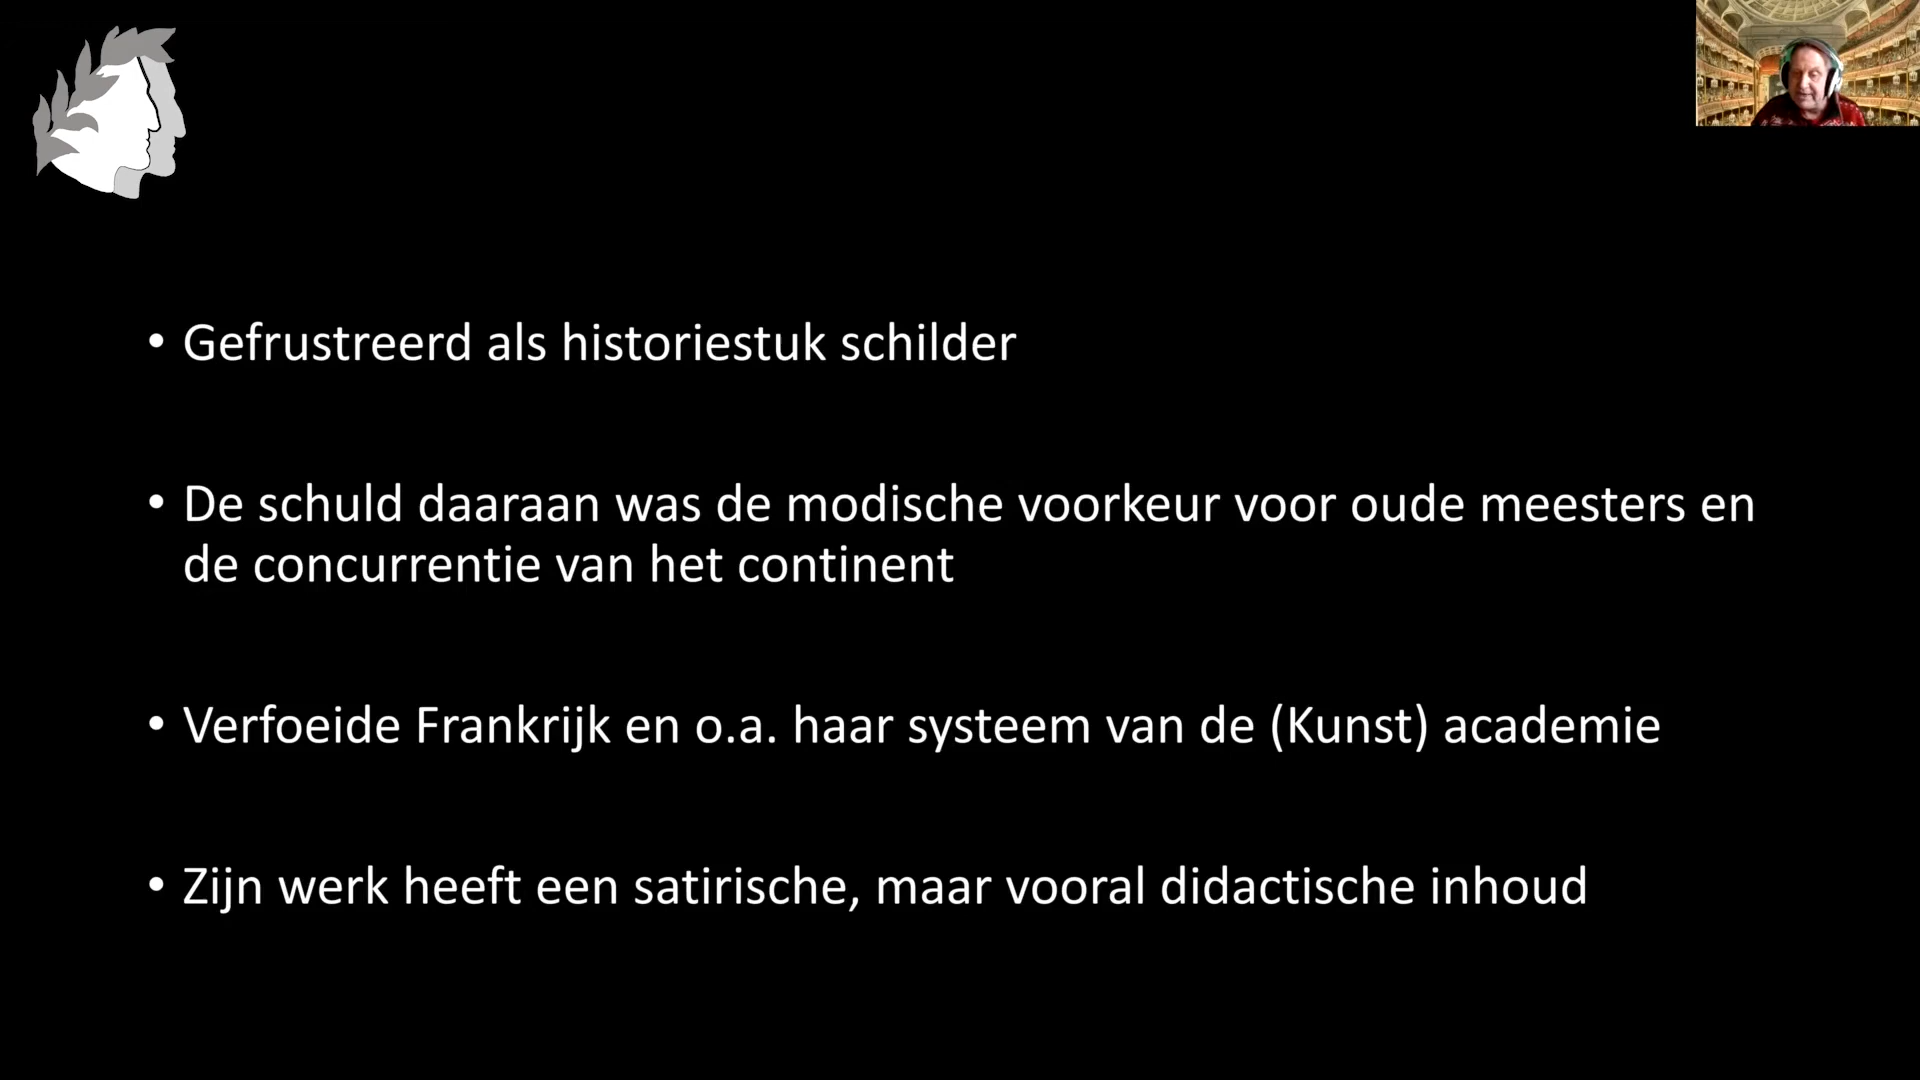 • Gefrustreerd als historiestuk schilder
• De schuld daaraan was de modische voorkeur voor oude meesters en
de concurrentie van het continent
• Verfoeide Frankrijk en o.a. haar systeem van de (Kunst) academie
• Zijn werk heeft een satirische, maar vooral didactische inhoud